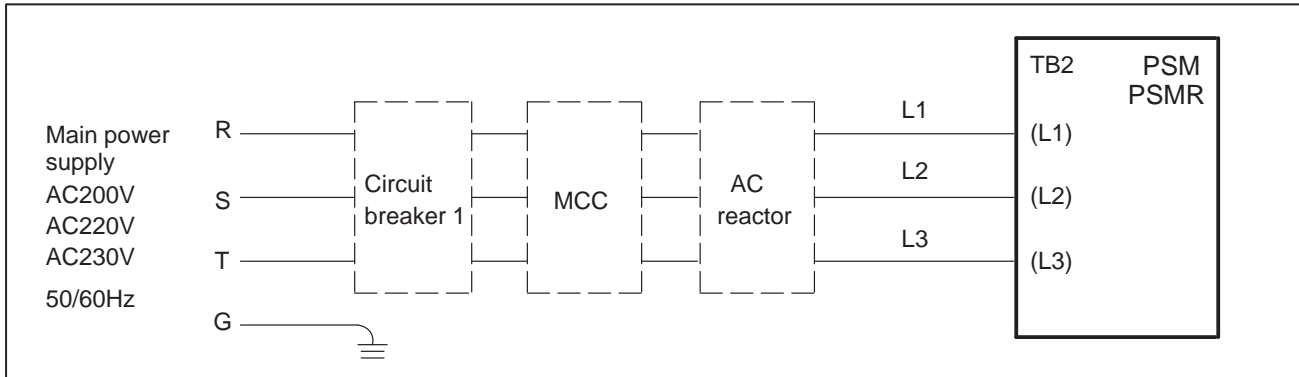 Main power
supply
AC200V
AC220V
AC230V
50/60Hz
R
S
T
G
Circuit
breaker 1
MCC
AC
reactor
L1
L2
L3
TB2 PSM
PSMR
(L1)
(L2)
(L3)